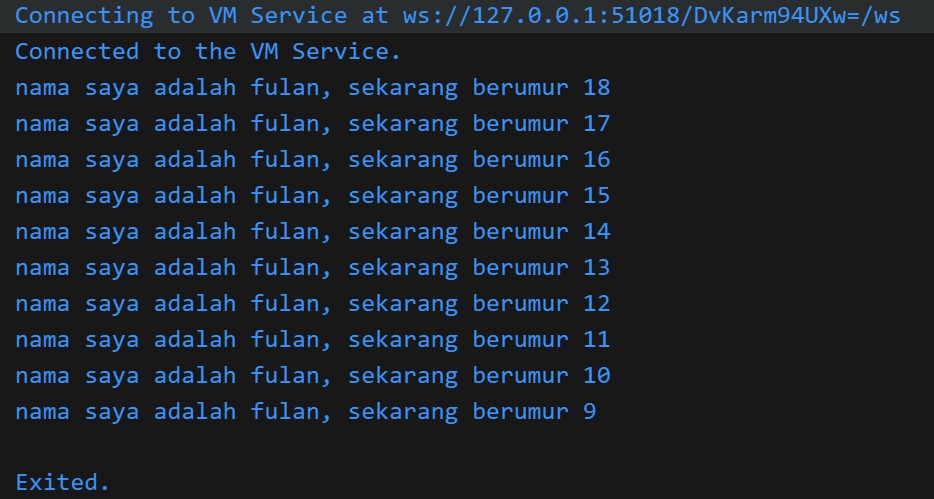 Connecting to VM Service at ws://127.0.0.1:51018/DvKarm94UXw=/ws
Connected to the VM Service.
nama saya adalah fulan, sekarang berumur 18
nama saya adalah fulan, sekarang berumur 17
nama saya adalah fulan, sekarang berumur 16
nama saya adalah fulan, sekarang berumur 15
nama saya adalah fulan, sekarang berumur 14
nama saya adalah fulan, sekarang berumur 13
nama saya adalah fulan, sekarang berumur 12
nama saya adalah fulan, sekarang berumur 11
nama saya adalah fulan, sekarang berumur 10
nama saya adalah fulan, sekarang berumur 9
Exited.